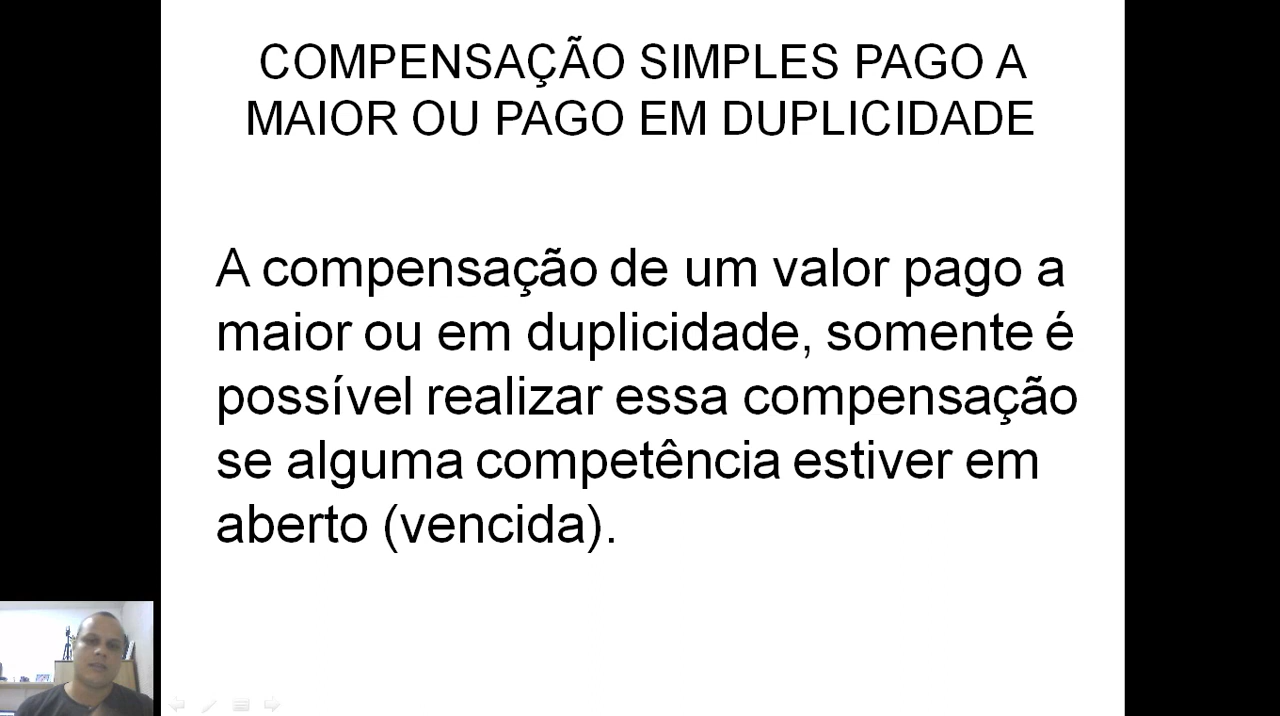 COMPENSAÇÃO SIMPLES PAGO A
MAIOR OU PAGO EM DUPLICIDADE
A compensação de um valor pago a
maior ou em duplicidade, somente é
possível realizar essa compensação
se alguma competência estiver em
aberto (vencida).